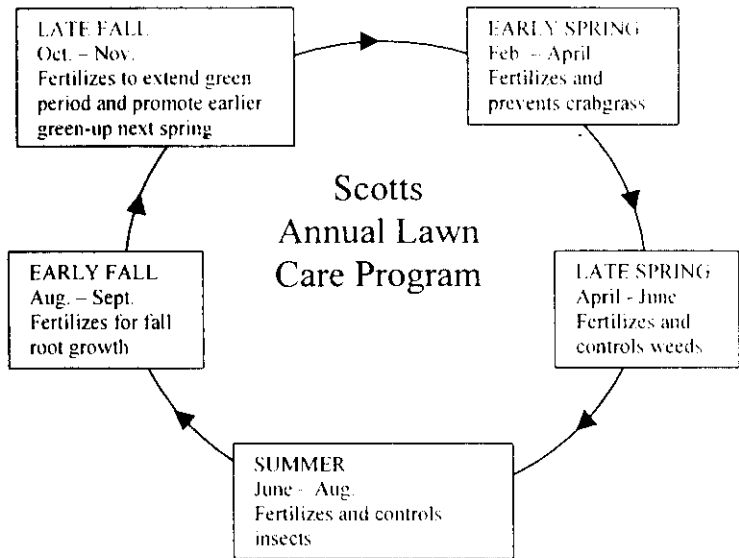 LATE FALL
Oct. – Nov.
Fertilizes to extend green
period and promote earlier
green-up next spring
EARLY SPRING
Feb. – April
Fertilizes and
prevents crabgrass
Scotts
Annual Lawn
Care Program
EARLY FALL
Aug. – Sept.
Fertilizes for fall
root growth
LATE SPRING
April - June
Fertilizes and
controls weeds
SUMMER
June - Aug.
Fertilizes and controls
insects